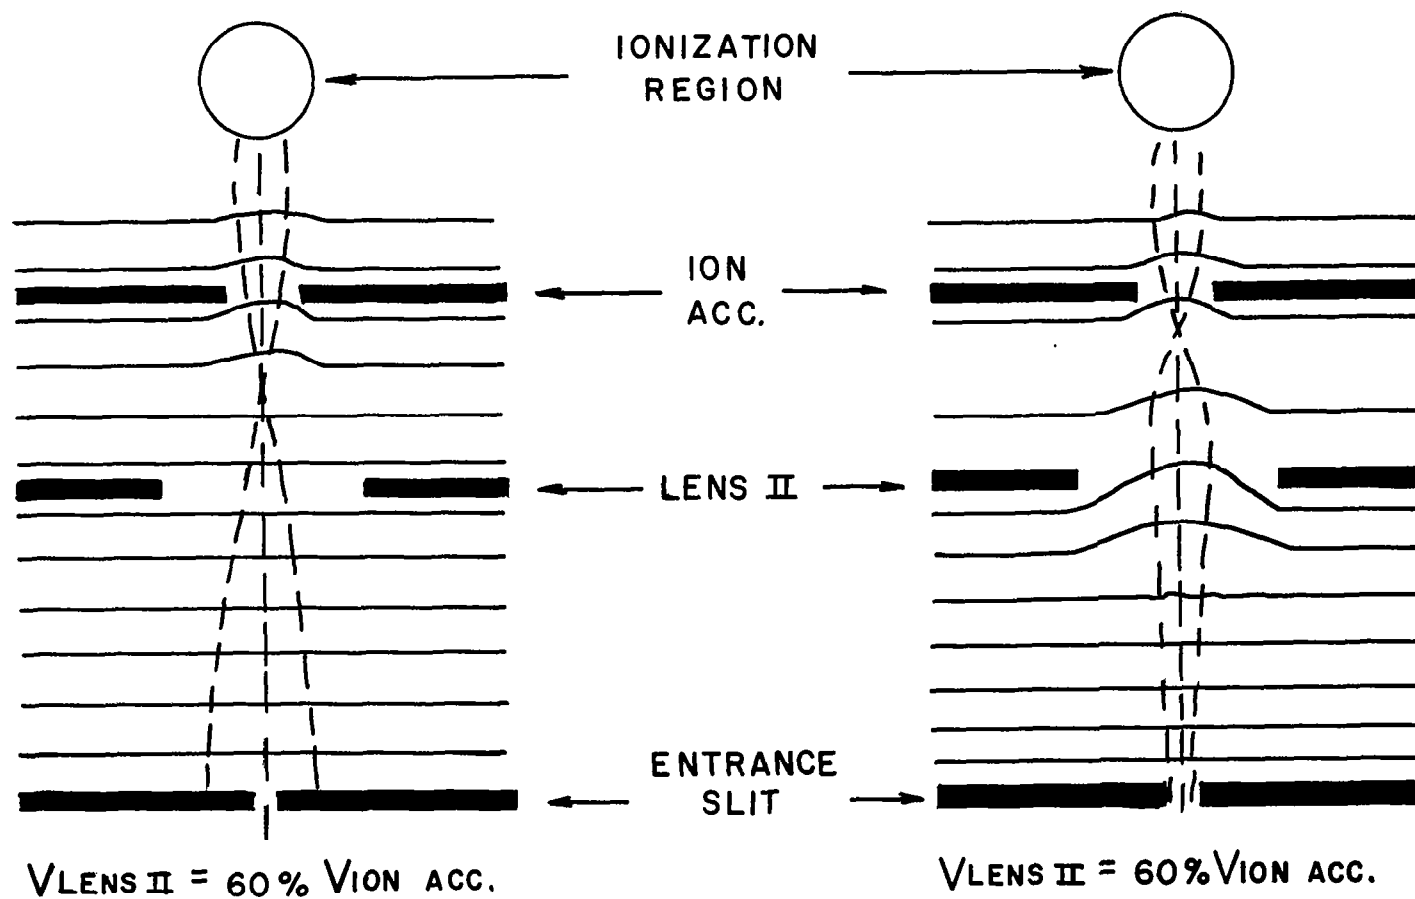 IONIZATION
REGION
ION
ACC.
LENS II
ENTRANCE
SLIT
VLENS II = 60% VION ACC.
VLENS II = 60% VION ACC.